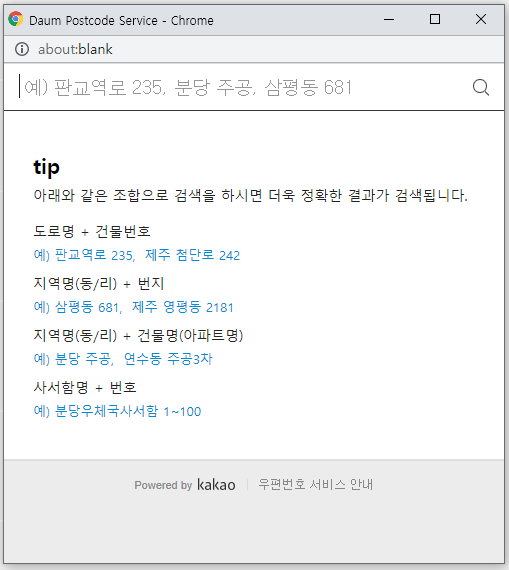 Daum Postcode Service - Chrome
about:blank
예) 판교역로 235, 분당 주공, 삼평동 681
tip
아래와 같은 조합으로 검색을 하시면 더욱 정확한 결과가 검색됩니다.
도로명 + 건물번호
예) 판교역로 235, 제주 첨단로 242
지역명(동/리) + 번지
예) 삼평동 681, 제주 영평동 2181
지역명(동/리) + 건물명(아파트명)
예) 분당 주공, 연수동 주공3차
사서함명 + 번호
예) 분당우체국사서함 1~100
Powered by kakao 우편번호 서비스 안내